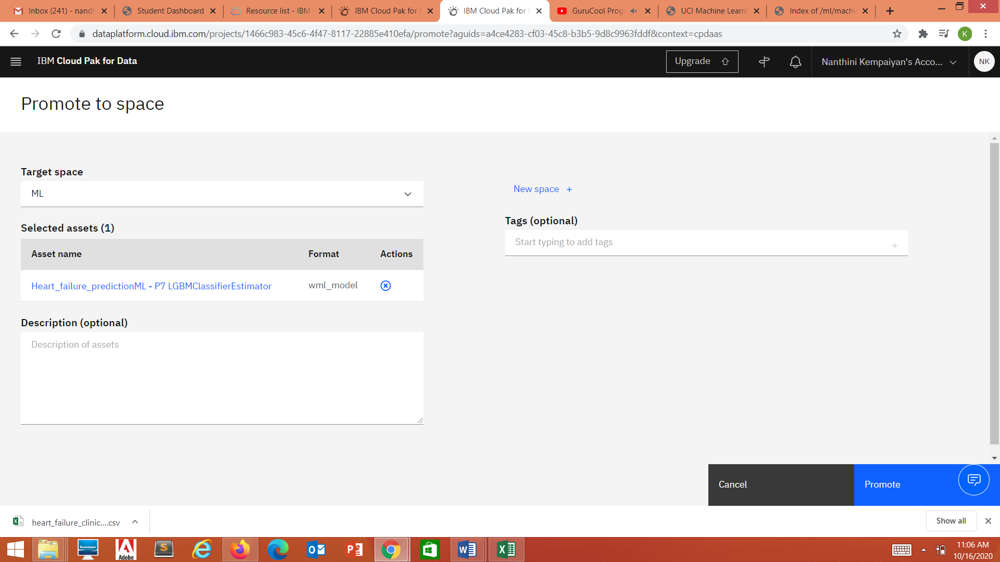 Inbox (241) - nandh
Student Dashboard
Resource list - IBM
IBM Cloud Pak for D
IBM Cloud Pak for D
GuruCool Prog
UCI Machine Learni
Index of /ml/machi
dataplatform.cloud.ibm.com/projects/1466c983-45c6-4f47-8117-22885e410efa/promote?aguids=a4ce4283-cf03-45c8-b3b5-9d8c9963fddf&context=cpdaas
K
IBM Cloud Pak for Data
Upgrade
Nanthini Kempaiyan's Acco...
NK
Promote to space
Target space
ML
New space +
Selected assets (1)
Tags (optional)
Start typing to add tags
Asset name Format Actions
Heart_failure_predictionML - P7 LGBMClassifierEstimator wml_model
Description (optional)
Description of assets
Cancel
Promote
heart_failure_clinic....csv
Show all
Adobe
11:06 AM
10/16/2020